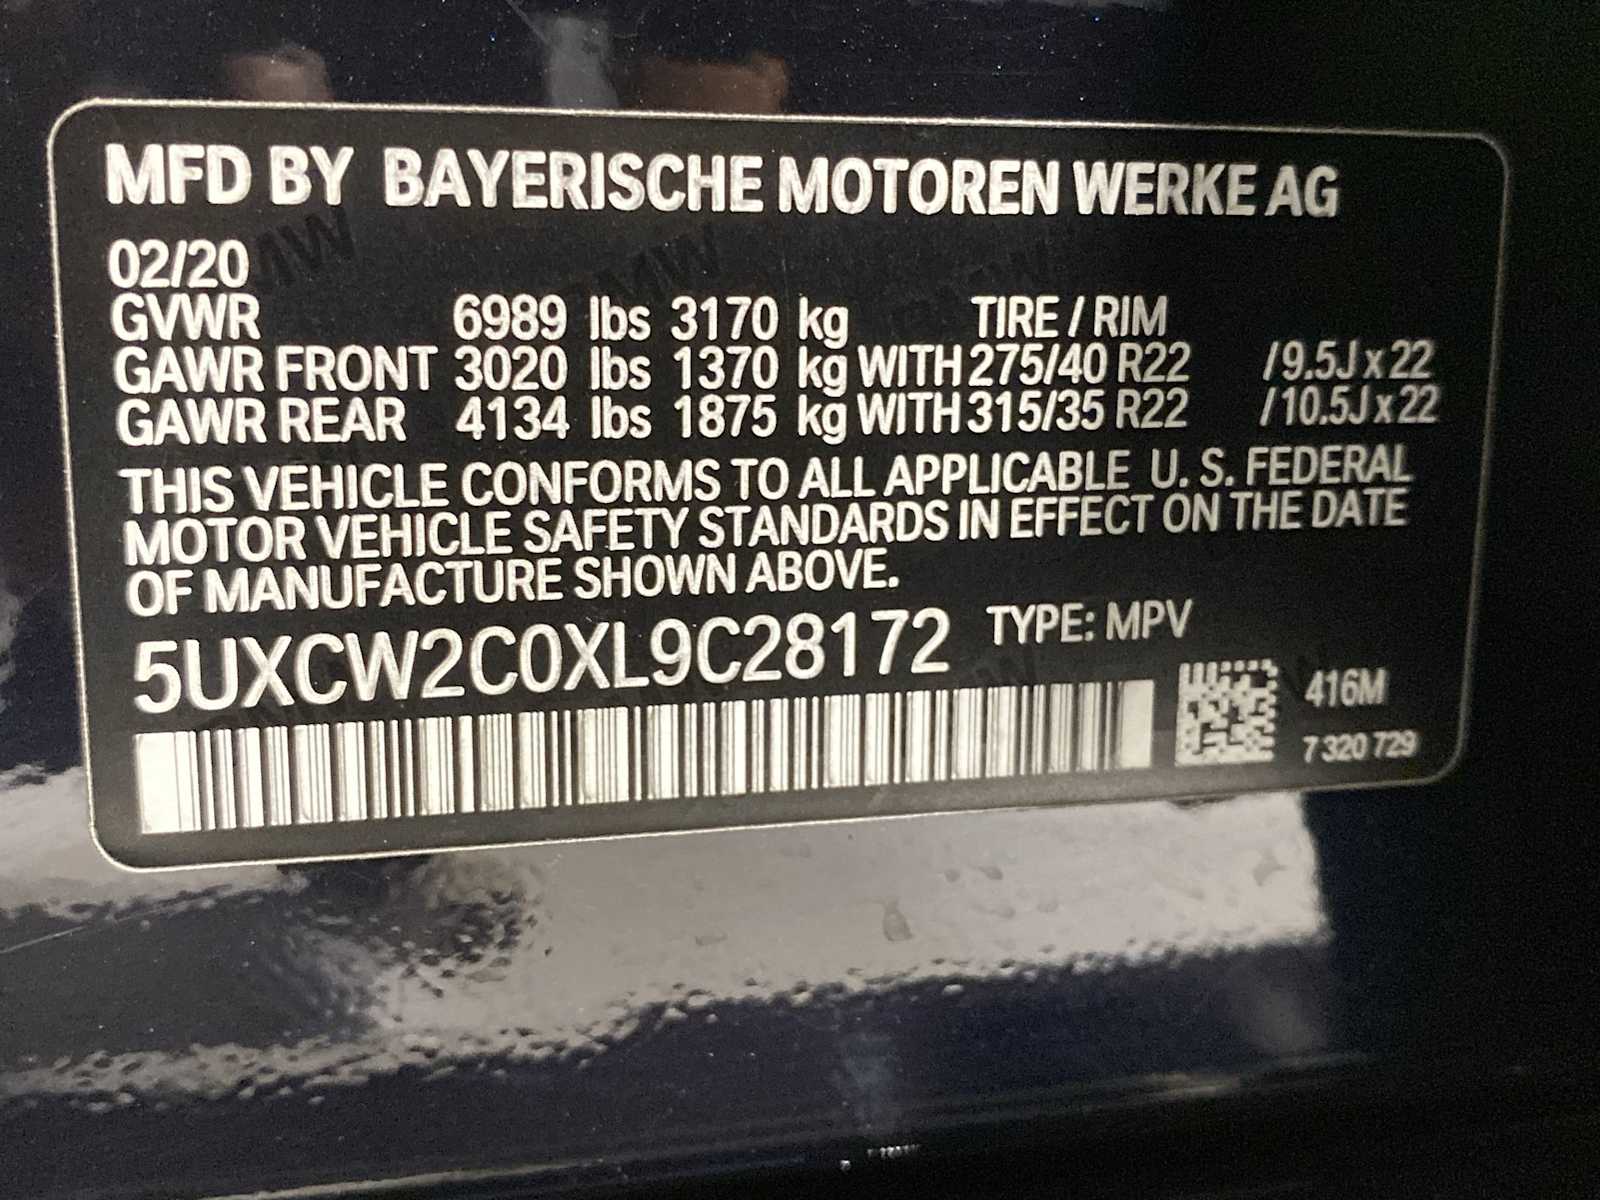 MFD BY BAYERISCHE MOTOREN WERKE AG
02/20
GVWR 6989 lbs 3170 kg TIRE / RIM
GAWR FRONT 3020 lbs 1370 kg WITH 275/40 R22 /9.5J x 22
GAWR REAR 4134 lbs 1875 kg WITH 315/35 R22 /10.5J x 22
THIS VEHICLE CONFORMS TO ALL APPLICABLE U. S. FEDERAL
MOTOR VEHICLE SAFETY STANDARDS IN EFFECT ON THE DATE
OF MANUFACTURE SHOWN ABOVE.
5UXCW2C0XL9C28172 TYPE: MPV
416M
7 320 729